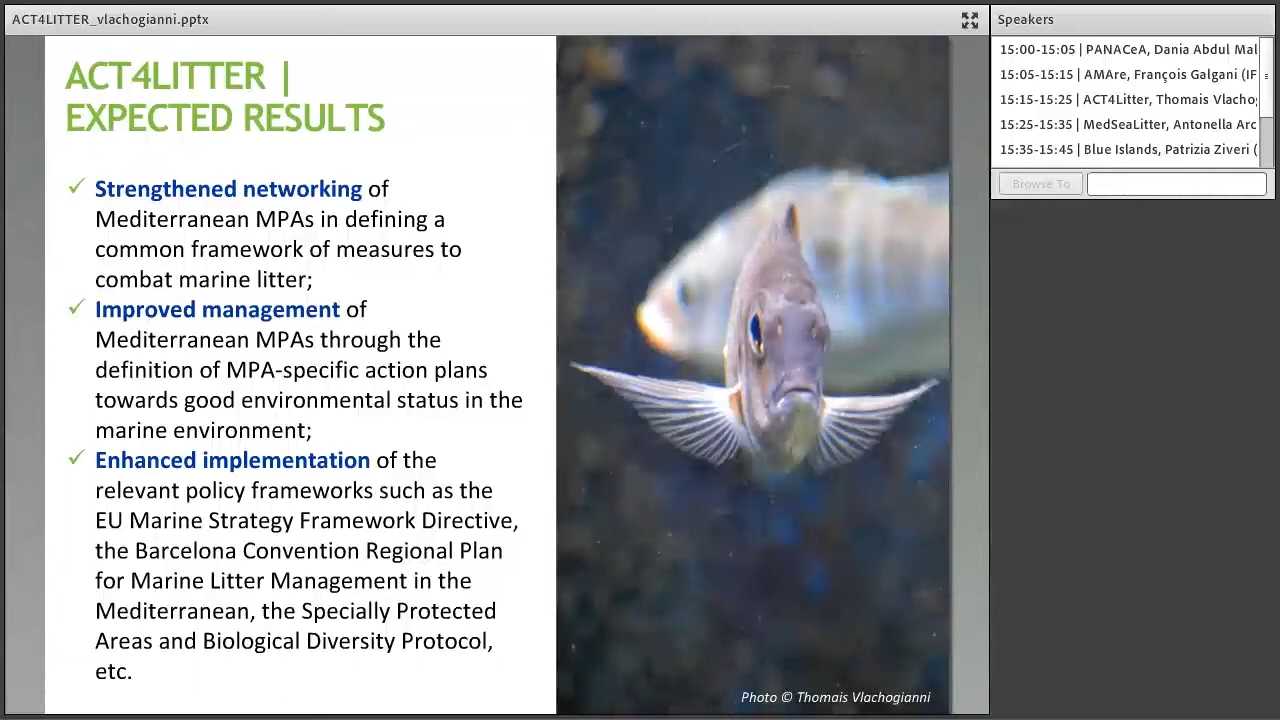 ACT4LITTER_vlachogianni.pptx
ACT4LITTER |
EXPECTED RESULTS
✓ Strengthened networking of
Mediterranean MPAs in defining a
common framework of measures to
combat marine litter;
✓ Improved management of
Mediterranean MPAs through the
definition of MPA-specific action plans
towards good environmental status in the
marine environment;
✓ Enhanced implementation of the
relevant policy frameworks such as the
EU Marine Strategy Framework Directive,
the Barcelona Convention Regional Plan
for Marine Litter Management in the
Mediterranean, the Specially Protected
Areas and Biological Diversity Protocol,
etc.
Photo © Thomais Vlachogianni
Speakers
15:00-15:05 | PANACeA, Dania Abdul Mal
15:05-15:15 | AMAre, François Galgani (IF
15:15-15:25 | ACT4Litter, Thomais Vlacho
15:25-15:35 | MedSeaLitter, Antonella Arc
15:35-15:45 | Blue Islands, Patrizia Ziveri (
Browse To